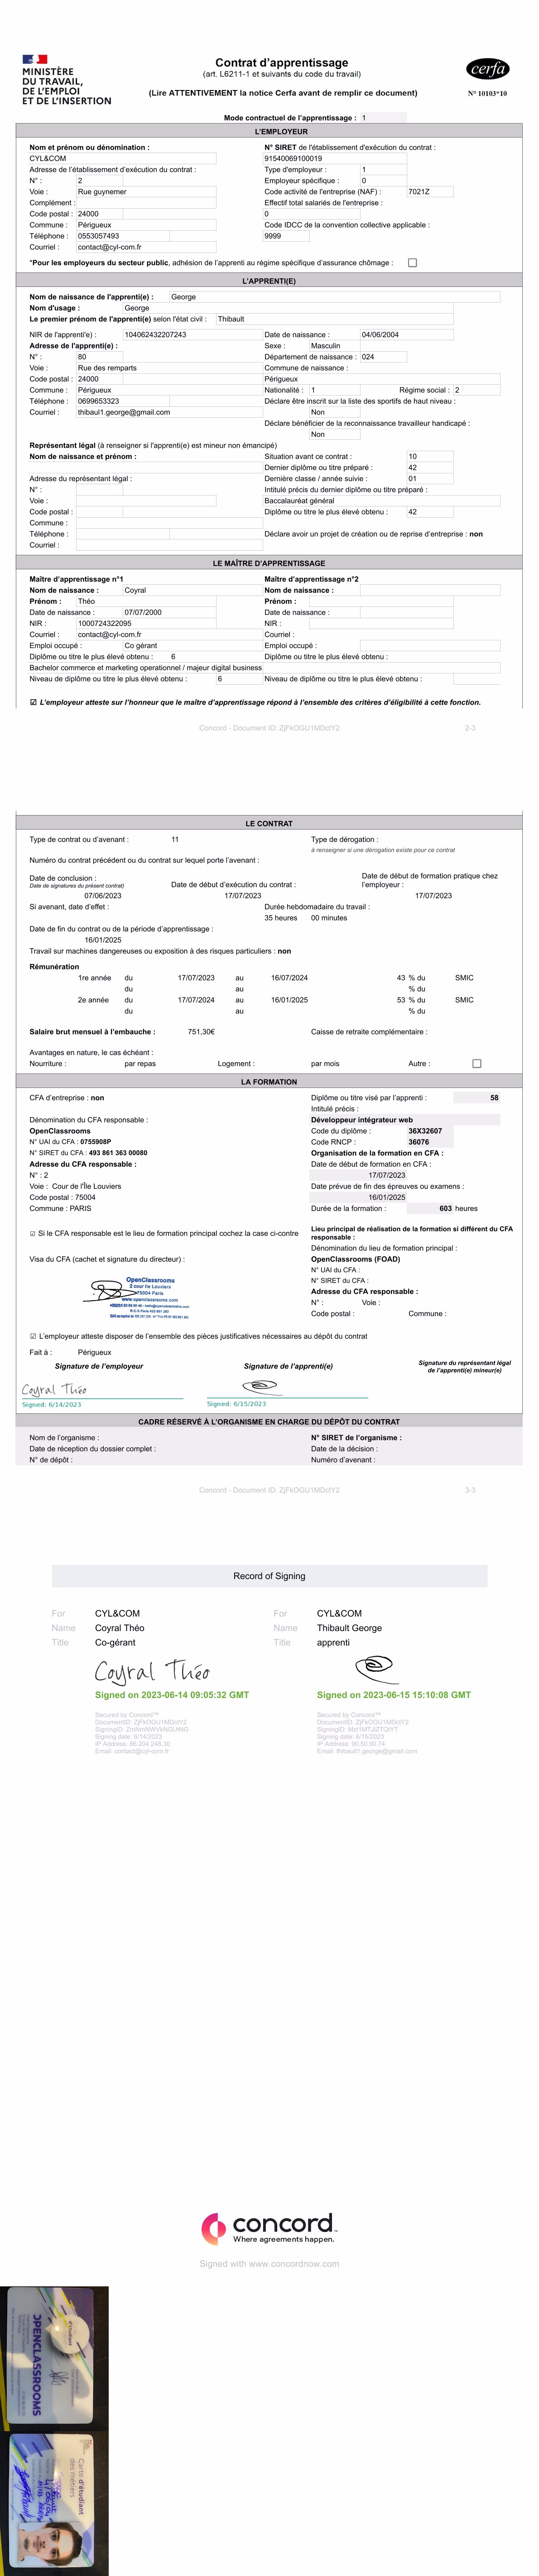 MINISTÈRE
DU TRAVAIL,
DE L'EMPLOI
ET DE L'INSERTION
Contrat d'apprentissage
(art. L6211-1 et suivants du code du travail)
(Lire ATTENTIVEMENT la notice Cerfa avant de remplir ce document)
cerfa
N° 10103*10
Mode contractuel de l'apprentissage : 1
L'EMPLOYEUR
Nom et prénom ou dénomination : N° SIRET de l'établissement d'exécution du contrat :
CYL&COM 91540069100019
Adresse de l'établissement d'exécution du contrat : Type d'employeur : 1
N° : 2 Employeur spécifique : 0
Voie : Rue guynemer Code activité de l'entreprise (NAF) : 7021Z
Complément : Effectif total salariés de l'entreprise :
Code postal : 24000 0
Commune : Périgueux Code IDCC de la convention collective applicable :
Téléphone : 0553057493 9999
Courriel : contact@cyl-com.fr
*Pour les employeurs du secteur public, adhésion de l'apprenti au régime spécifique d'assurance chômage :
L'APPRENTI(E)
Nom de naissance de l'apprenti(e) : George
Nom d'usage : George
Le premier prénom de l'apprenti(e) selon l'état civil : Thibault
NIR de l'apprenti(e) : 104062432207243 Date de naissance : 04/06/2004
Adresse de l'apprenti(e) : Sexe : Masculin
N° : 80 Département de naissance : 024
Voie : Rue des remparts Commune de naissance :
Code postal : 24000 Périgueux
Commune : Périgueux Nationalité : 1 Régime social : 2
Téléphone : 0699653323 Déclare être inscrit sur la liste des sportifs de haut niveau :
Courriel : thibaul1.george@gmail.com Non
Déclare bénéficier de la reconnaissance travailleur handicapé :
Non
Représentant légal (à renseigner si l'apprenti(e) est mineur non émancipé)
Nom de naissance et prénom : Situation avant ce contrat : 10
Dernier diplôme ou titre préparé : 42
Adresse du représentant légal : Dernière classe / année suivie : 01
N° : Intitulé précis du dernier diplôme ou titre préparé :
Voie : Baccalauréat général
Code postal : Diplôme ou titre le plus élevé obtenu : 42
Commune :
Téléphone : Déclare avoir un projet de création ou de reprise d'entreprise : non
Courriel :
LE MAÎTRE D'APPRENTISSAGE
Maître d'apprentissage n°1 Maître d'apprentissage n°2
Nom de naissance : Coyral Nom de naissance :
Prénom : Théo Prénom :
Date de naissance : 07/07/2000 Date de naissance :
NIR : 1000724322095 NIR :
Courriel : contact@cyl-com.fr Courriel :
Emploi occupé : Co gérant Emploi occupé :
Diplôme ou titre le plus élevé obtenu : 6 Diplôme ou titre le plus élevé obtenu :
Bachelor commerce et marketing operationnel / majeur digital business
Niveau de diplôme ou titre le plus élevé obtenu : 6 Niveau de diplôme ou titre le plus élevé obtenu :
☑ L'employeur atteste sur l'honneur que le maître d'apprentissage répond à l'ensemble des critères d'éligibilité à cette fonction.
Concord - Document ID: ZjFkOGU1MDctY2 2-3
LE CONTRAT
Type de contrat ou d'avenant : 11 Type de dérogation :
à renseigner si une dérogation existe pour ce contrat
Numéro du contrat précédent ou du contrat sur lequel porte l'avenant :
Date de conclusion : Date de début d'exécution du contrat : Date de début de formation pratique chez l'employeur :
(Date de signatures du présent contrat)
07/06/2023 17/07/2023 17/07/2023
Si avenant, date d'effet : Durée hebdomadaire du travail :
35 heures 00 minutes
Date de fin du contrat ou de la période d'apprentissage :
16/01/2025
Travail sur machines dangereuses ou exposition à des risques particuliers : non
Rémunération
1re année du 17/07/2023 au 16/07/2024 43 % du SMIC
du au % du
2e année du 17/07/2024 au 16/01/2025 53 % du SMIC
du au % du
Salaire brut mensuel à l'embauche : 751,30€ Caisse de retraite complémentaire :
Avantages en nature, le cas échéant :
Nourriture : par repas Logement : par mois Autre :
LA FORMATION
CFA d'entreprise : non Diplôme ou titre visé par l'apprenti : 58
Intitulé précis :
Dénomination du CFA responsable : Développeur intégrateur web
OpenClassrooms Code du diplôme : 36X32607
N° UAI du CFA : 0755908P Code RNCP : 36076
N° SIRET du CFA : 493 861 363 00080 Organisation de la formation en CFA :
Adresse du CFA responsable : Date de début de formation en CFA :
N° : 2 17/07/2023
Voie : Cour de l'Île Louviers Date prévue de fin des épreuves ou examens :
Code postal : 75004 16/01/2025
Commune : PARIS Durée de la formation : 603 heures
☑ Si le CFA responsable est le lieu de formation principal cochez la case ci-contre
Lieu principal de réalisation de la formation si différent du CFA responsable :
Dénomination du lieu de formation principal :
Visa du CFA (cachet et signature du directeur) : OpenClassrooms (FOAD)
N° UAI du CFA :
N° SIRET du CFA :
Adresse du CFA responsable :
N° : Voie :
Code postal : Commune :
OpenClassrooms
2 cour Ile Louviers
75004 Paris
www.openclassrooms.com
☑ L'employeur atteste disposer de l'ensemble des pièces justificatives nécessaires au dépôt du contrat
Fait à : Périgueux
Signature de l'employeur Signature de l'apprenti(e) Signature du représentant légal de l'apprenti(e) mineur(e)
Coyral Théo
Signed: 6/14/2023 Signed: 6/15/2023
CADRE RÉSERVÉ À L'ORGANISME EN CHARGE DU DÉPÔT DU CONTRAT
Nom de l'organisme : N° SIRET de l'organisme :
Date de réception du dossier complet : Date de la décision :
N° de dépôt : Numéro d'avenant :
Concord - Document ID: ZjFkOGU1MDctY2 3-3
Record of Signing
For CYL&COM For CYL&COM
Name Coyral Théo Name Thibault George
Title Co-gérant Title apprenti
Coyral Théo
Signed on 2023-06-14 09:05:32 GMT Signed on 2023-06-15 15:10:08 GMT
Secured by Concord™ Secured by Concord™
DocumentID: ZjFkOGU1MDctY2 DocumentID: ZjFkOGU1MDctY2
Signing date: 6/14/2023 Signing date: 6/15/2023
IP Address: 86.204.248.30 IP Address: 90.50.90.74
Email: contact@cyl-com.fr Email: thibault1.george@gmail.com
concord™
Where agreements happen.
Signed with www.concordnow.com
OPENCLASSROOMS
Carte d'étudiant
des métiers